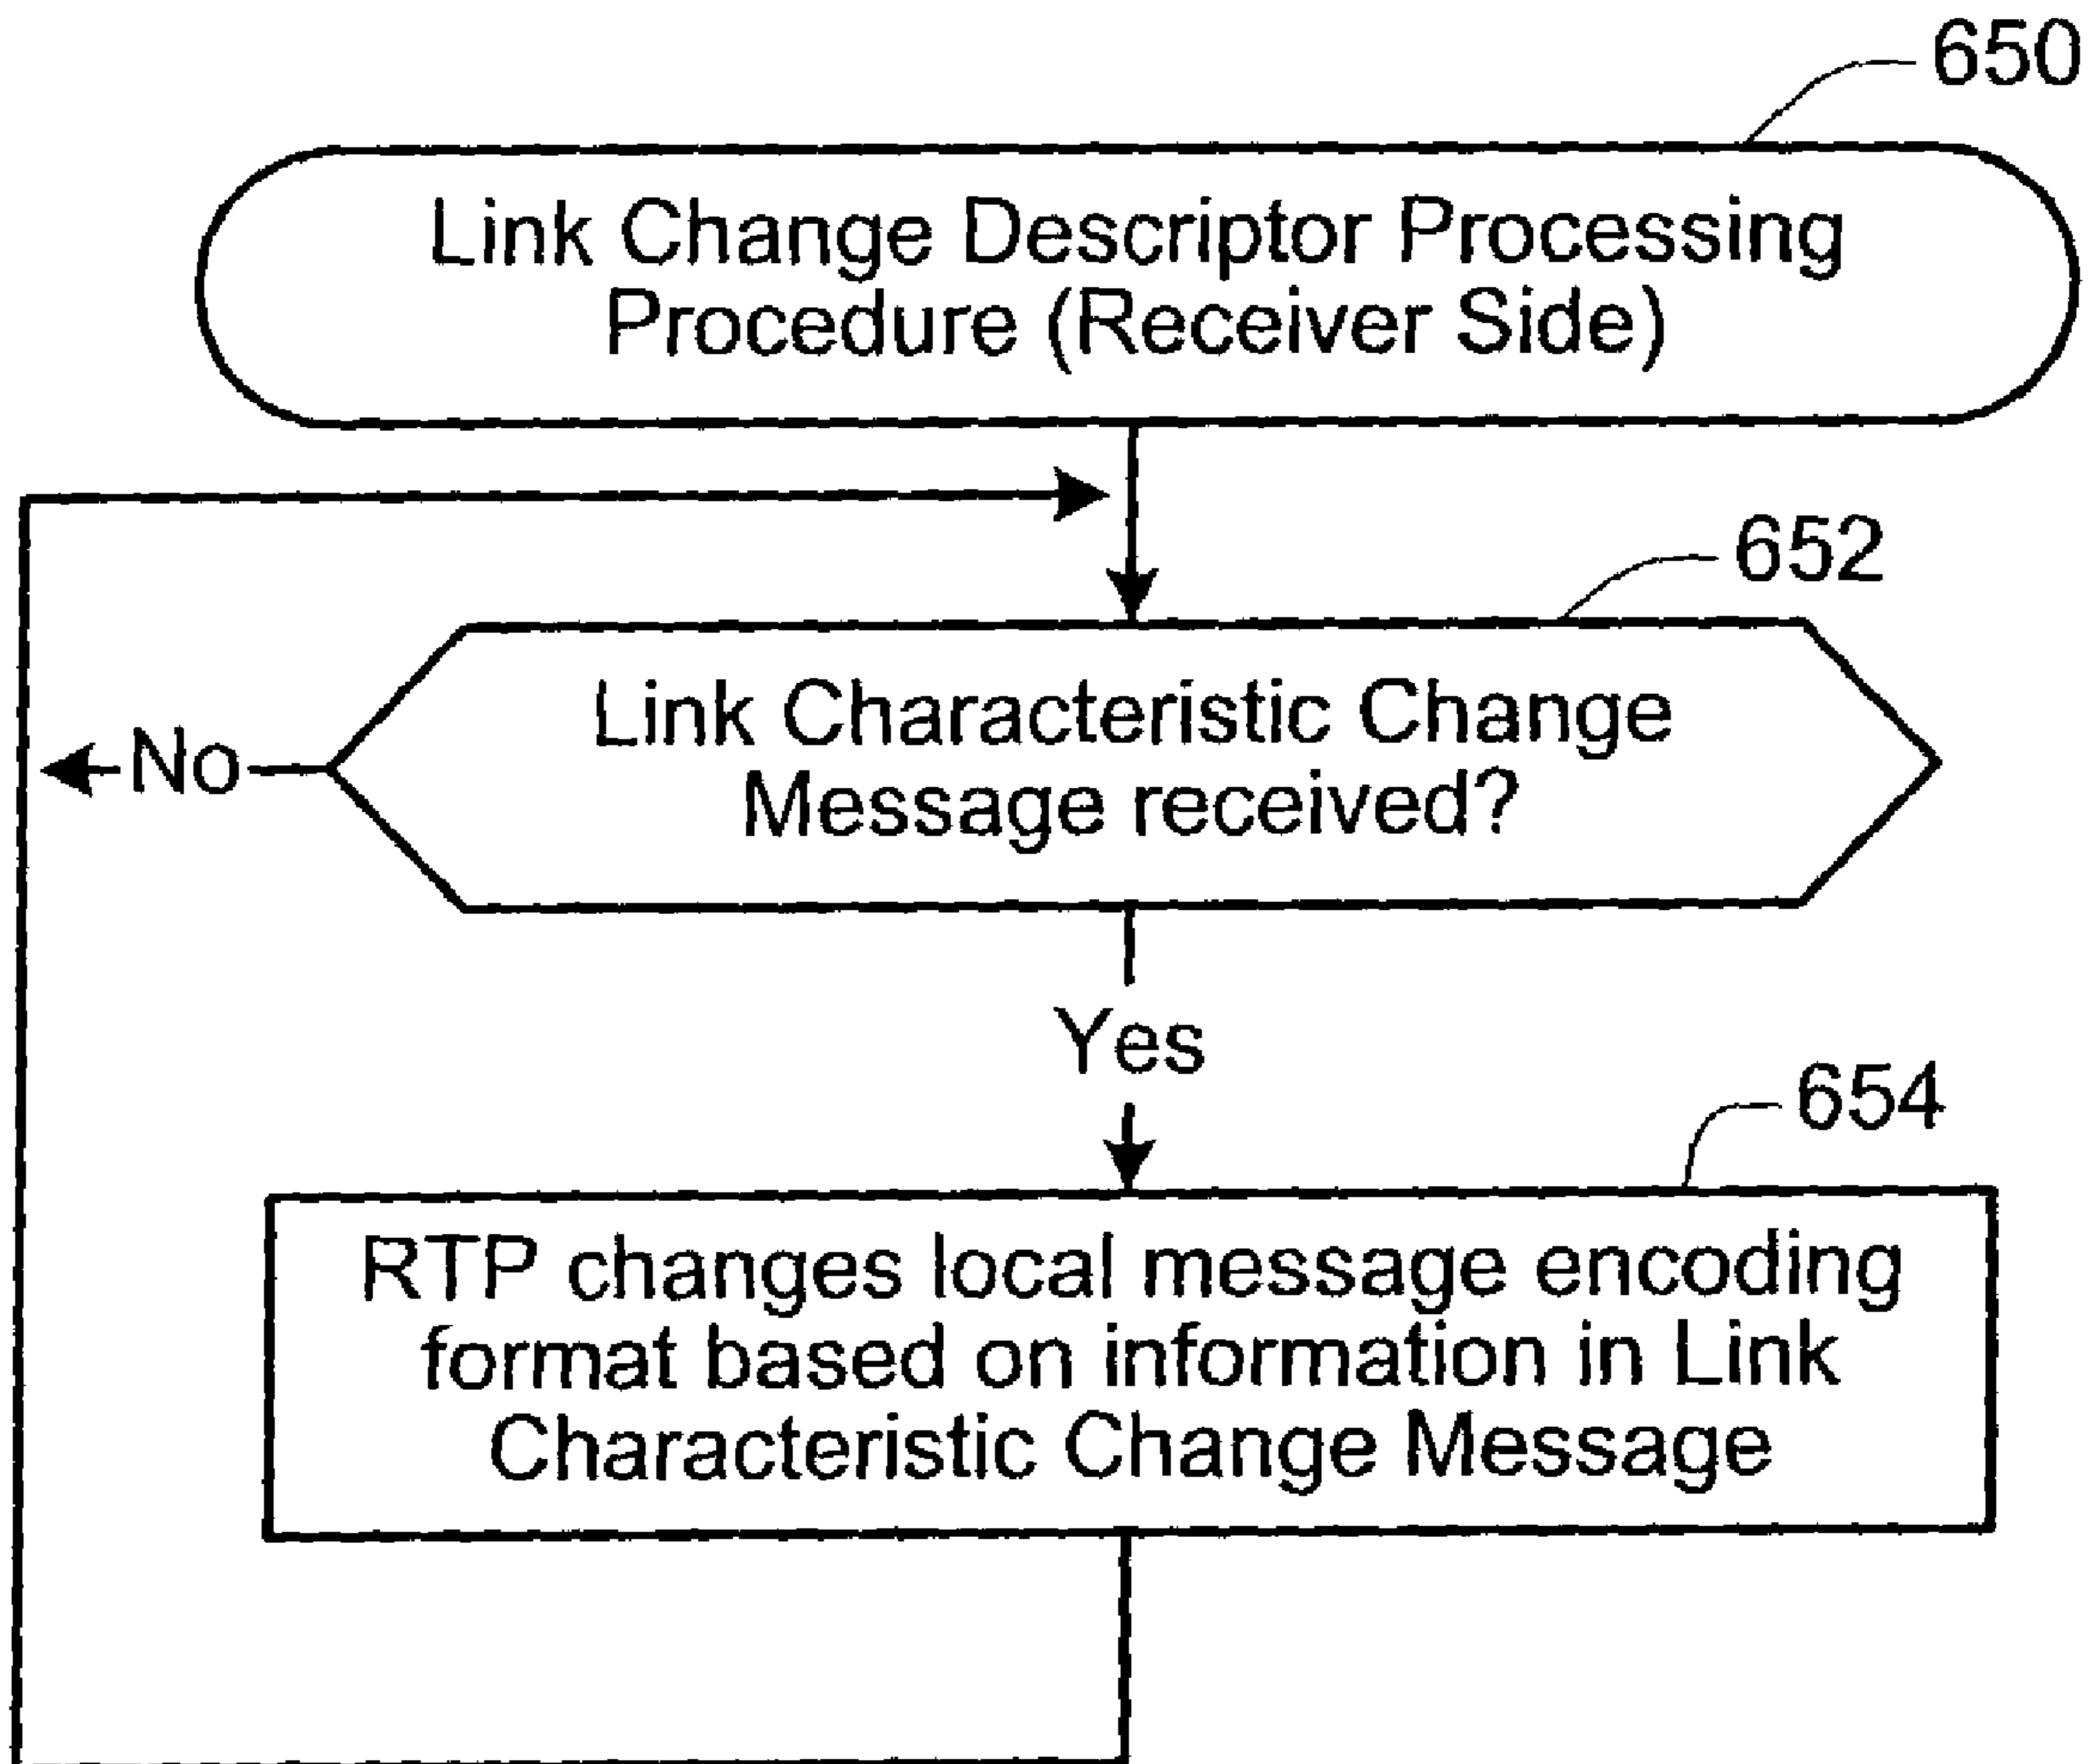 650
Link Change Descriptor Processing
Procedure (Receiver Side)
652
Link Characteristic Change
Message received?
No
Yes
654
RTP changes local message encoding
format based on information in Link
Characteristic Change Message